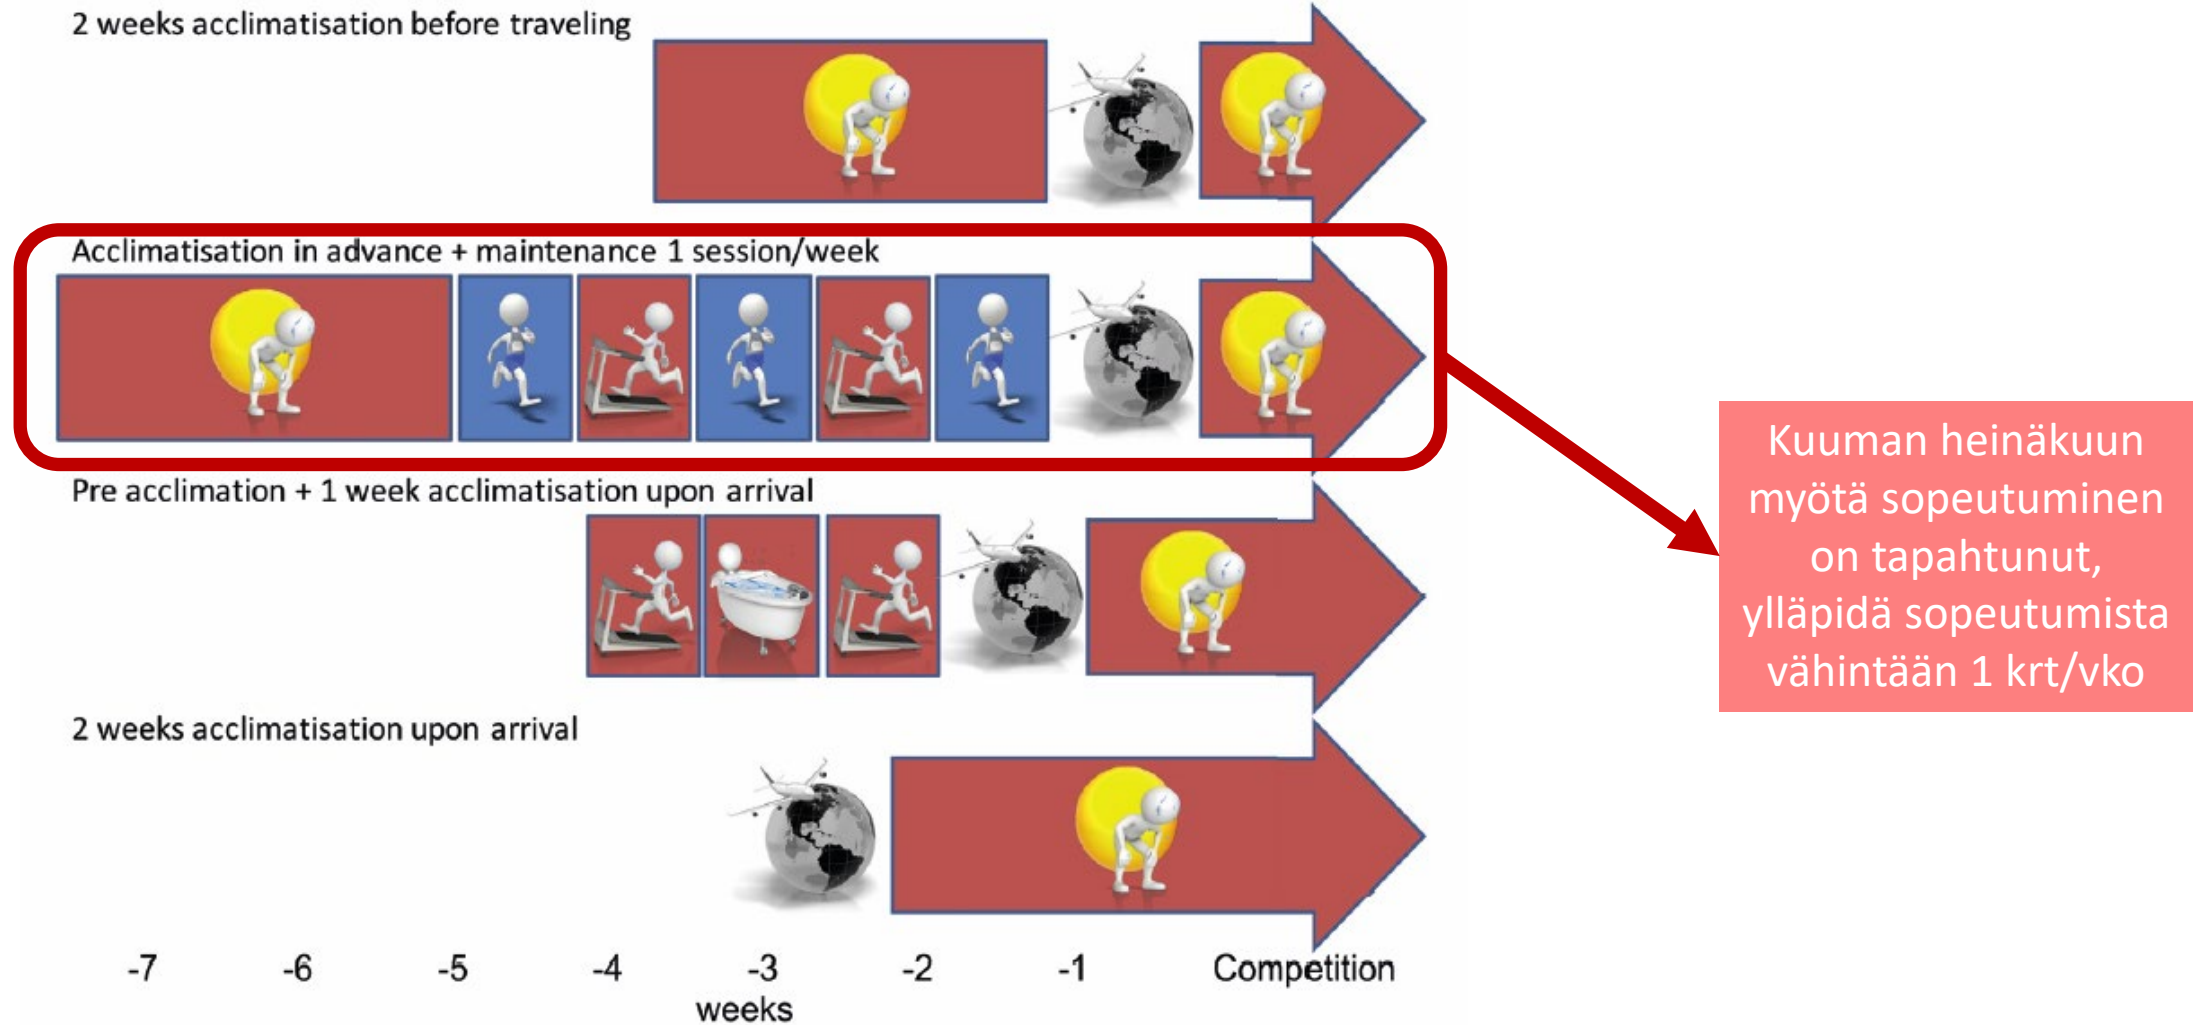 2 weeks acclimatisation before traveling
Acclimatisation in advance + maintenance 1 session/week
Kuuman heinäkuun
myötä sopeutuminen
on tapahtunut,
ylläpidä sopeutumista
vähintään 1 krt/vko
Pre acclimation + 1 week acclimatisation upon arrival
2 weeks acclimatisation upon arrival
-7 -6 -5 -4 -3 -2 -1 Competition
weeks